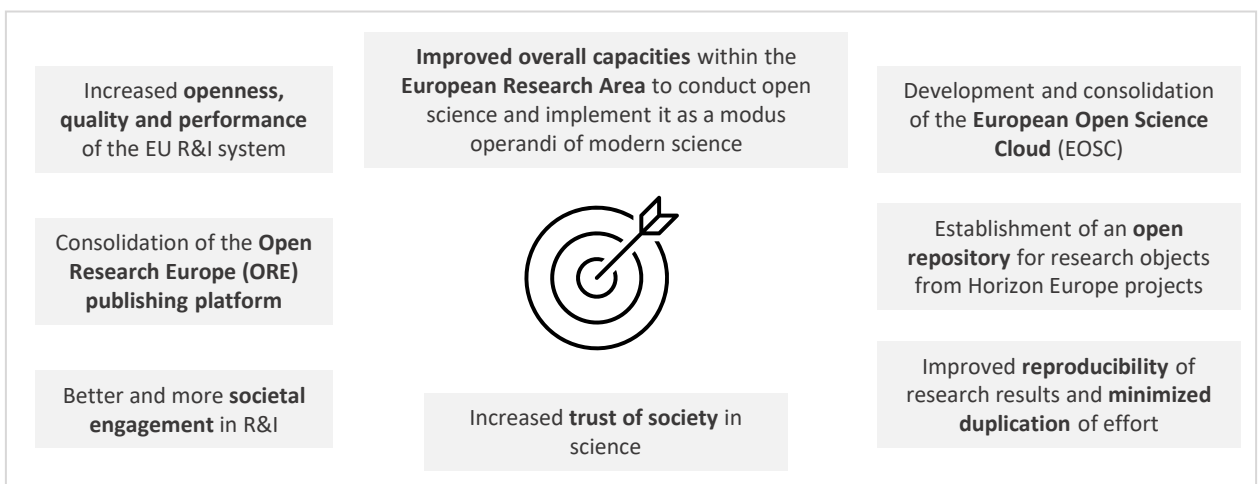 Increased openness,
quality and performance
of the EU R&I system
Improved overall capacities within the
European Research Area to conduct open
science and implement it as a modus
operandi of modern science
Development and consolidation
of the European Open Science
Cloud (EOSC)
Consolidation of the Open
Research Europe (ORE)
publishing platform
Establishment of an open
repository for research objects
from Horizon Europe projects
Better and more societal
engagement in R&I
Increased trust of society in
science
Improved reproducibility of
research results and minimized
duplication of effort